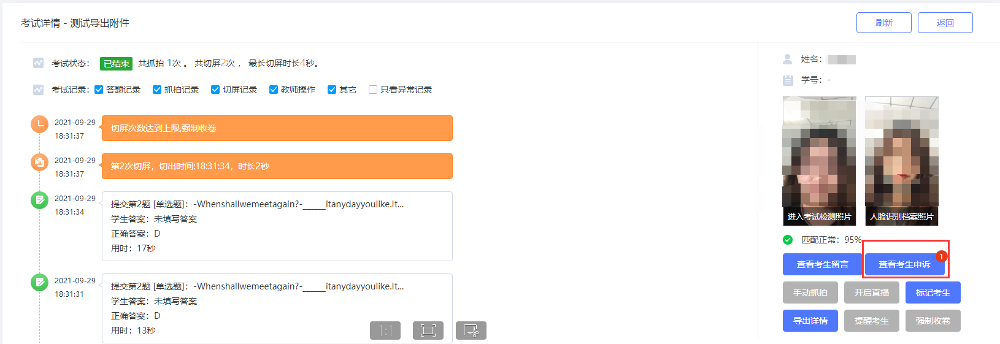 考试详情 - 测试导出附件
刷新
返回
考试状态： 已结束 共抓拍 1次 。 共切屏2次 ， 最长切屏时长4秒。
考试记录： 答题记录 抓拍记录 切屏记录 教师操作 其它 只看异常记录
2021-09-29
18:31:37
切屏次数达到上限,强制收卷
2021-09-29
18:31:37
第2次切屏，切出时间:18:31:34，时长2秒
2021-09-29
18:31:34
提交第2题 [单选题]：-Whenshallwemeetagain?-______itanydayyoulike.It...
学生答案：未填写答案
正确答案：D
用时：17秒
2021-09-29
18:31:31
提交第2题 [单选题]：-Whenshallwemeetagain?-______itanydayyoulike.It...
学生答案：未填写答案
正确答案：D
用时：13秒
1:1
姓名：
学号：-
进入考试检测照片
人脸识别档案照片
匹配正常：95%
查看考生留言
查看考生申诉
1
手动抓拍
开启直播
标记考生
导出详情
提醒考生
强制收卷